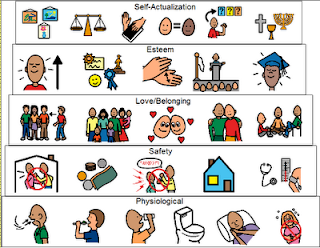 Self-Actualization
???
Esteem
Love/Belonging
Safety
Physiological